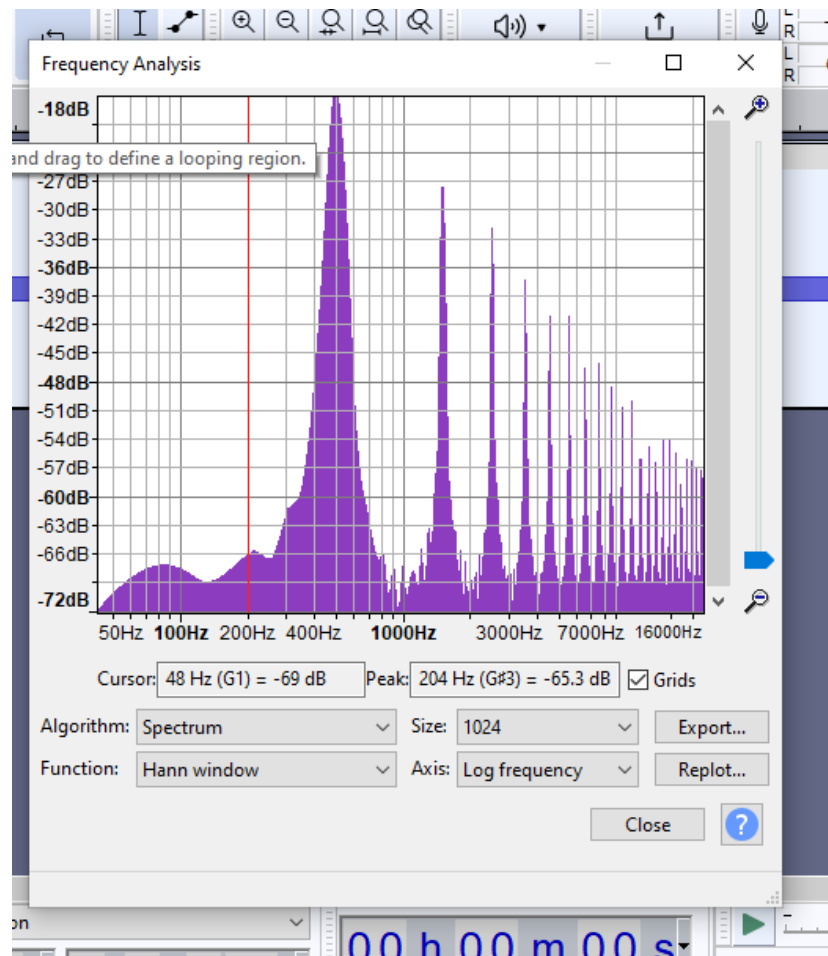 L
R
L
R
Frequency Analysis
-18dB
and drag to define a looping region.
-27dB
-30dB
-33dB
-36dB
-39dB
-42dB
-45dB
-48dB
-51dB
-54dB
-57dB
-60dB
-63dB
-66dB
-72dB
50Hz 100Hz 200Hz 400Hz 1000Hz 3000Hz 7000Hz 16000Hz
Cursor: 48 Hz (G1) = -69 dB Peak: 204 Hz (G♯3) = -65.3 dB Grids
Algorithm: Spectrum Size: 1024 Export...
Function: Hann window Axis: Log frequency Replot...
Close ?
on
00 h 00 m 00 s